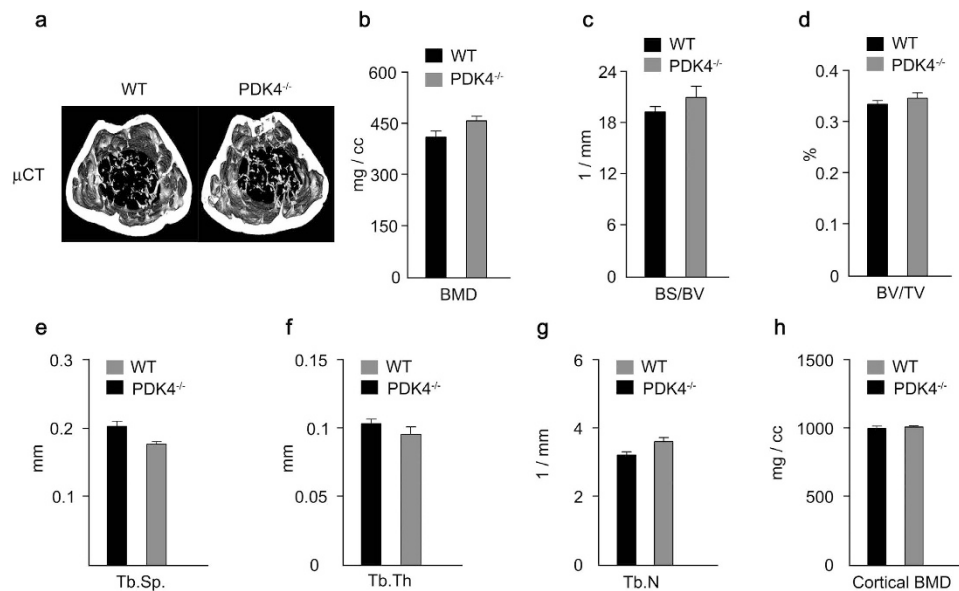 a
WT
PDK4-/-
μCT
b
WT
PDK4-/-
600
450
300
150
0
mg / cc
BMD
c
WT
PDK4-/-
24
18
12
6
0
1 / mm
BS/BV
d
WT
PDK4-/-
0.4
0.3
0.2
0.1
0
%
BV/TV
e
WT
PDK4-/-
0.3
0.2
0.1
mm
Tb.Sp.
f
WT
PDK4-/-
0.15
0.1
0.05
0
mm
Tb.Th
g
WT
PDK4-/-
6
4
2
0
1 / mm
Tb.N
h
WT
PDK4-/-
1500
1000
500
0
mg / cc
Cortical BMD